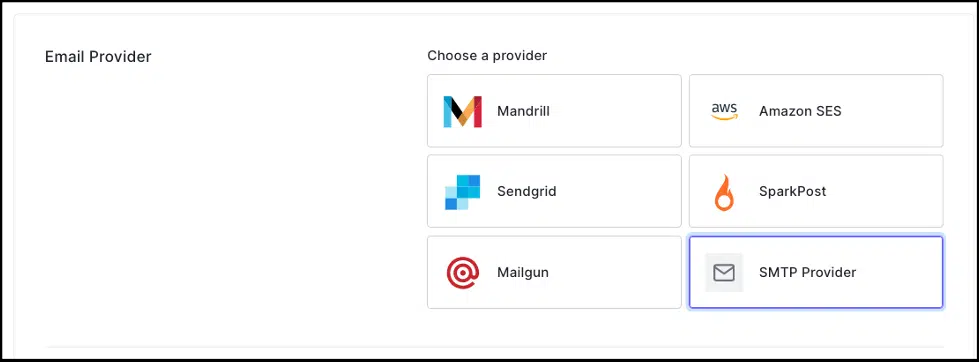 Email Provider
Choose a provider
Mandrill
aws
Amazon SES
Sendgrid
SparkPost
Mailgun
SMTP Provider